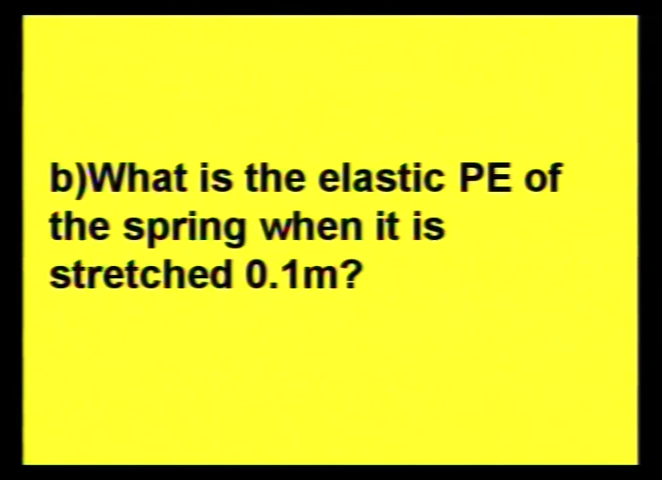 b)What is the elastic PE of
the spring when it is
stretched 0.1m?